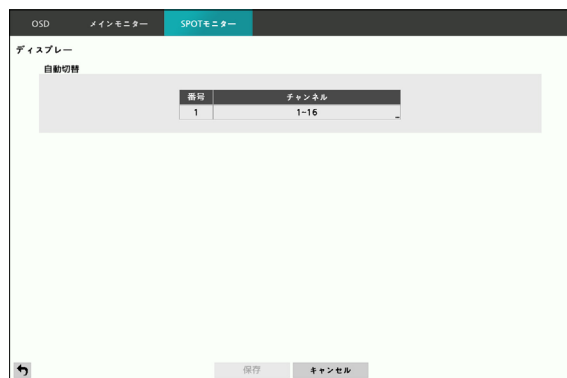 OSD メインモニター SPOTモニター
ディスプレー
自動切替
番号 チャンネル
1 1~16
保存 キャンセル